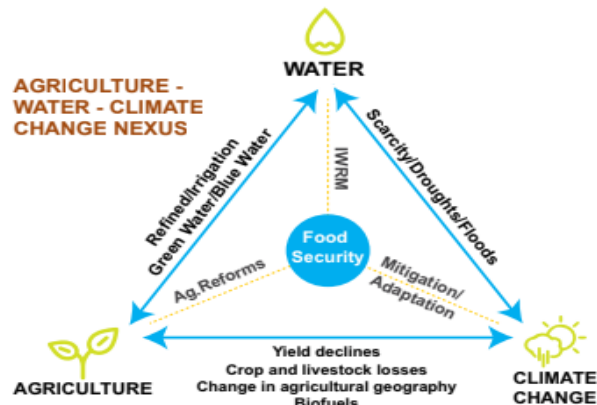 WATER
AGRICULTURE -
WATER - CLIMATE
CHANGE NEXUS
Refined/Irrigation
Green Water/Blue Water
IWRM
Scarcity/Droughts/Floods
Food
Security
Ag.Reforms
Mitigation/
Adaptation
AGRICULTURE
Yield declines
Crop and livestock losses
Change in agricultural geography
Biofuels
CLIMATE
CHANGE